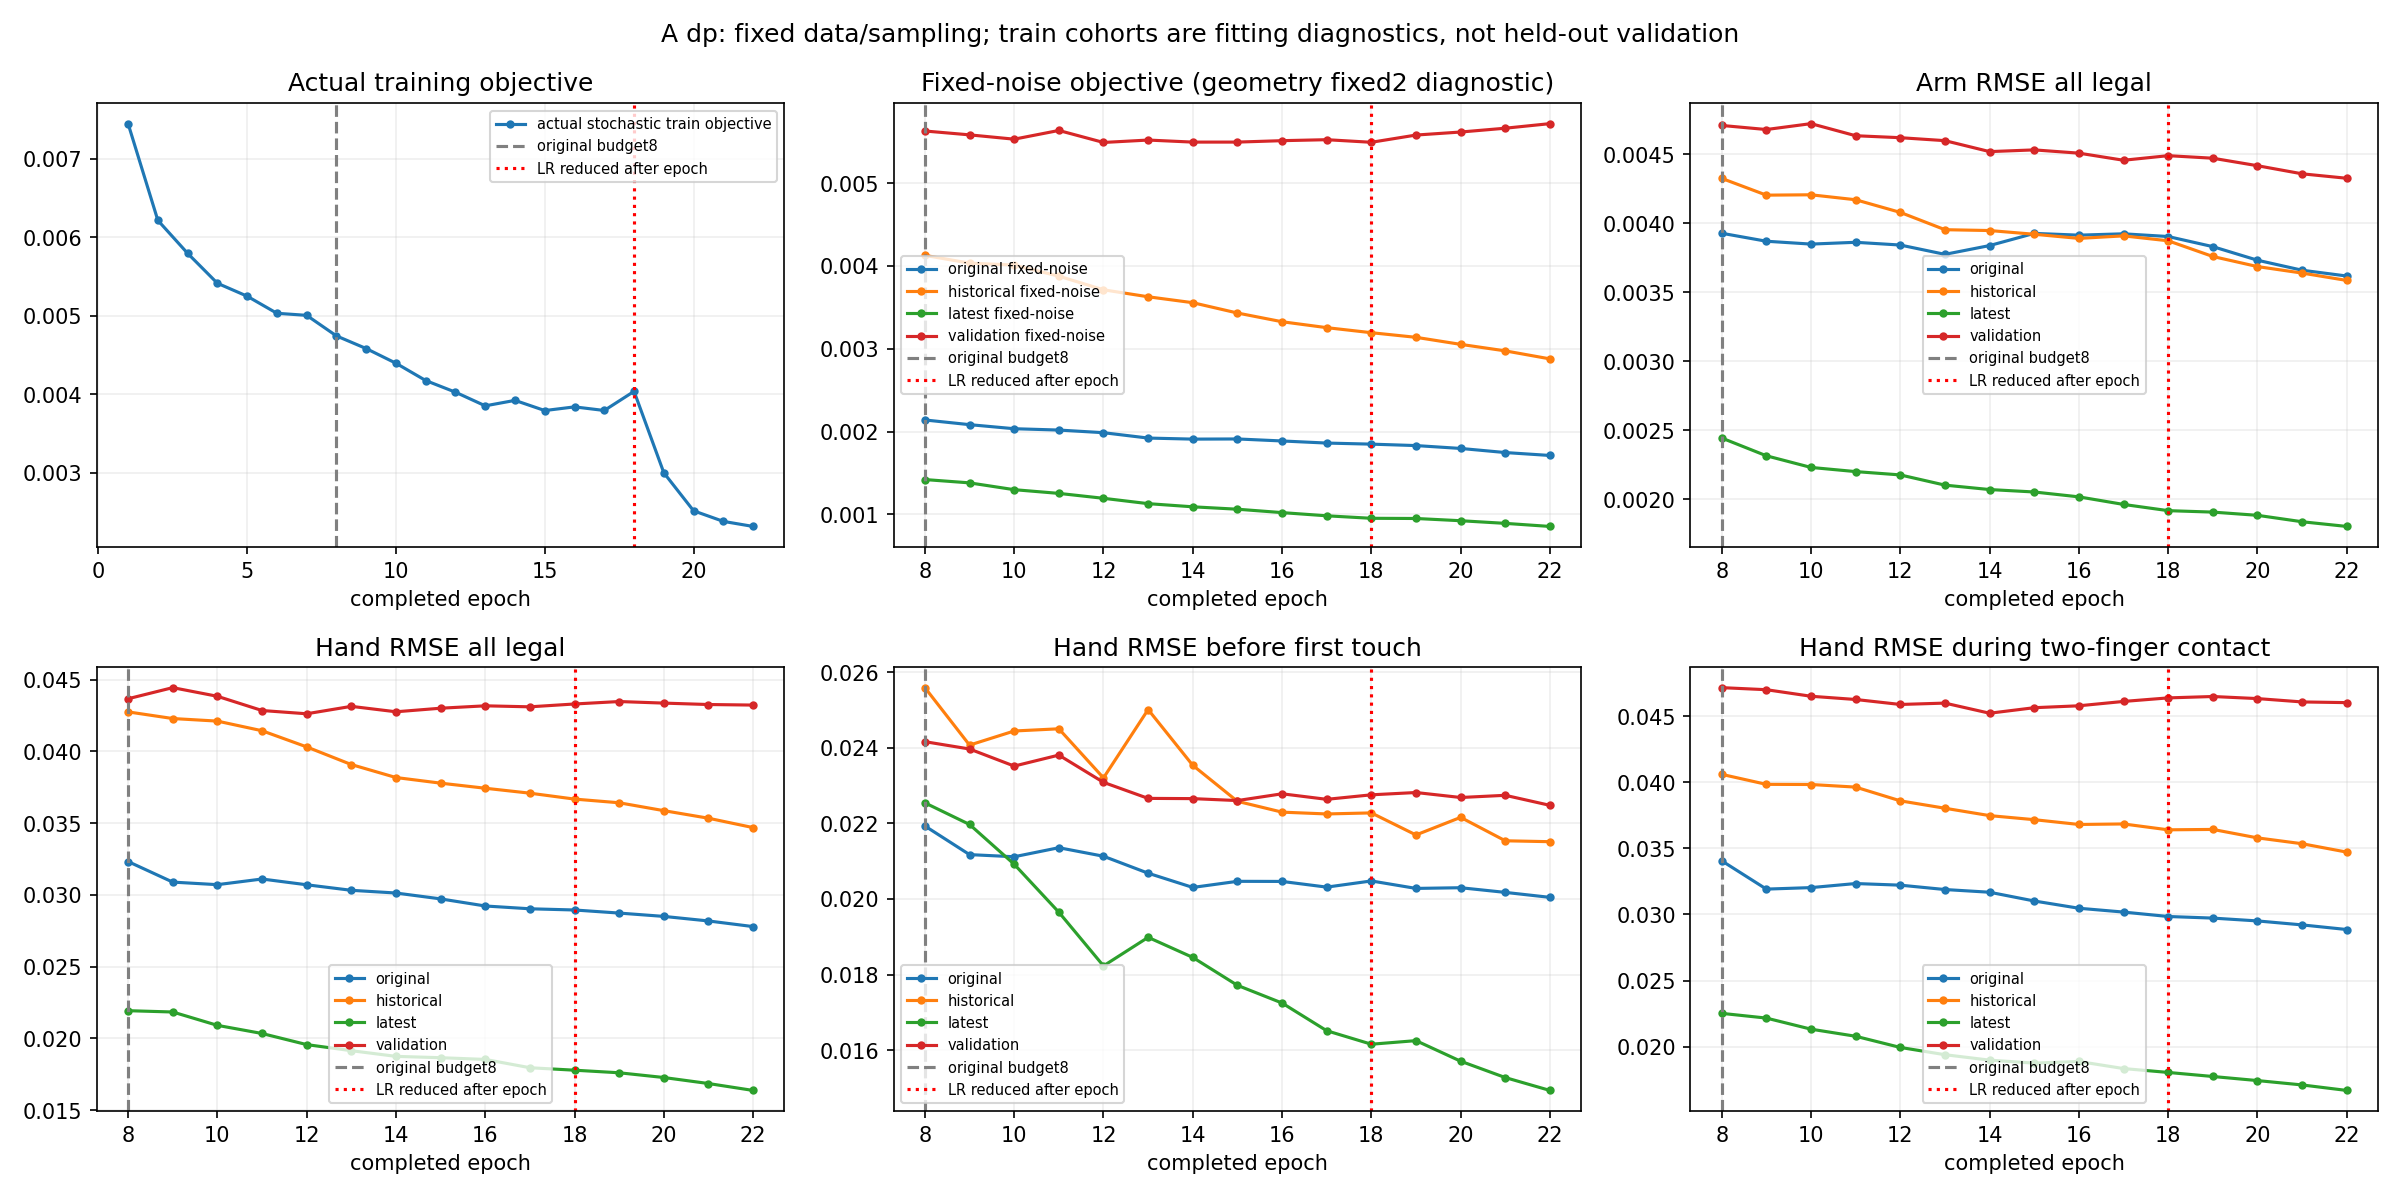 A dp: fixed data/sampling; train cohorts are fitting diagnostics, not held-out validation
Actual training objective
actual stochastic train objective
original budget8
LR reduced after epoch
0.007
0.006
0.005
0.004
0.003
0
5
10
15
20
completed epoch
Fixed-noise objective (geometry fixed2 diagnostic)
0.005
0.004
0.003
0.002
0.001
original fixed-noise
historical fixed-noise
latest fixed-noise
validation fixed-noise
original budget8
LR reduced after epoch
8
10
12
14
16
18
20
22
completed epoch
Arm RMSE all legal
0.0045
0.0040
0.0035
0.0030
0.0025
0.0020
original
historical
latest
validation
original budget8
LR reduced after epoch
8
10
12
14
16
18
20
22
completed epoch
Hand RMSE all legal
0.045
0.040
0.035
0.030
0.025
0.020
0.015
original
historical
latest
validation
original budget8
LR reduced after epoch
8
10
12
14
16
18
20
22
completed epoch
Hand RMSE before first touch
0.026
0.024
0.022
0.020
0.018
0.016
original
historical
latest
validation
original budget8
LR reduced after epoch
8
10
12
14
16
18
20
22
completed epoch
Hand RMSE during two-finger contact
0.045
0.040
0.035
0.030
0.025
0.020
original
historical
latest
validation
original budget8
LR reduced after epoch
8
10
12
14
16
18
20
22
completed epoch